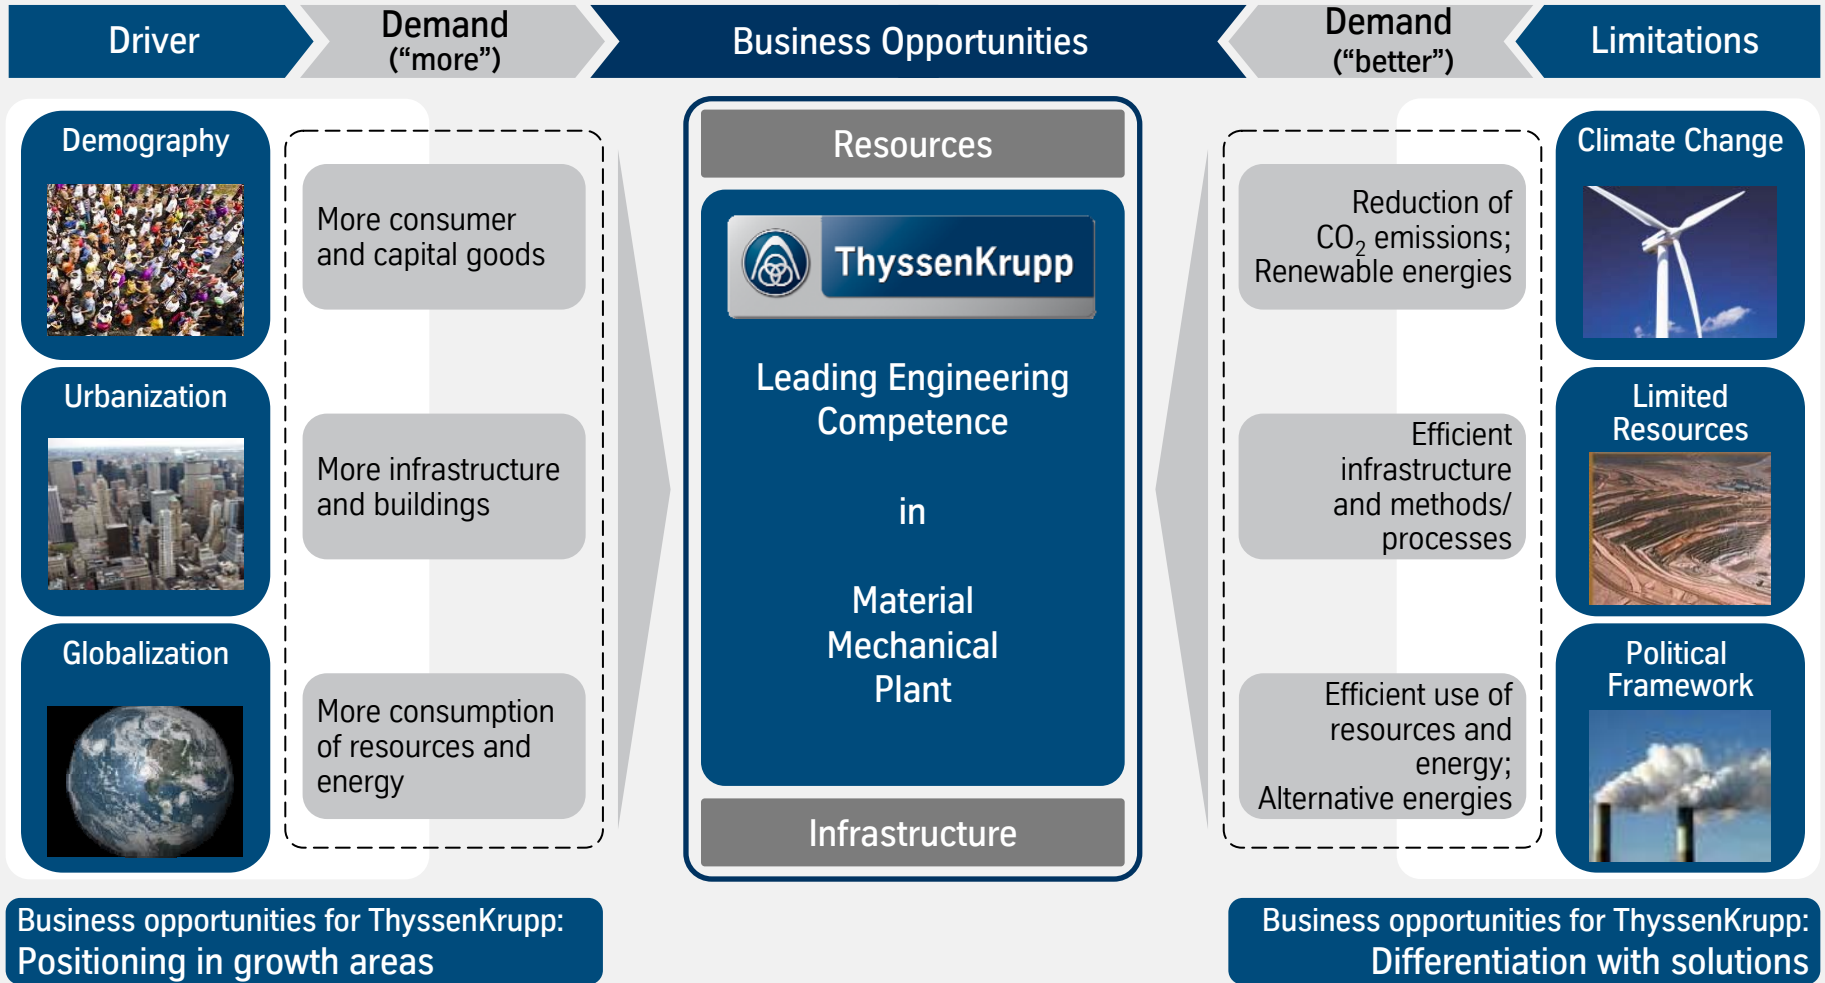 Driver
Demand
(“more”)
Business Opportunities
Demand
(“better”)
Limitations
Demography
More consumer
and capital goods
Urbanization
More infrastructure
and buildings
Globalization
More consumption
of resources and
energy
Resources
ThyssenKrupp
Leading Engineering
Competence
in
Material
Mechanical
Plant
Infrastructure
Reduction of
CO₂ emissions;
Renewable energies
Climate Change
Efficient
infrastructure
and methods/
processes
Limited
Resources
Efficient use of
resources and
energy;
Alternative energies
Political
Framework
Business opportunities for ThyssenKrupp:
Positioning in growth areas
Business opportunities for ThyssenKrupp:
Differentiation with solutions